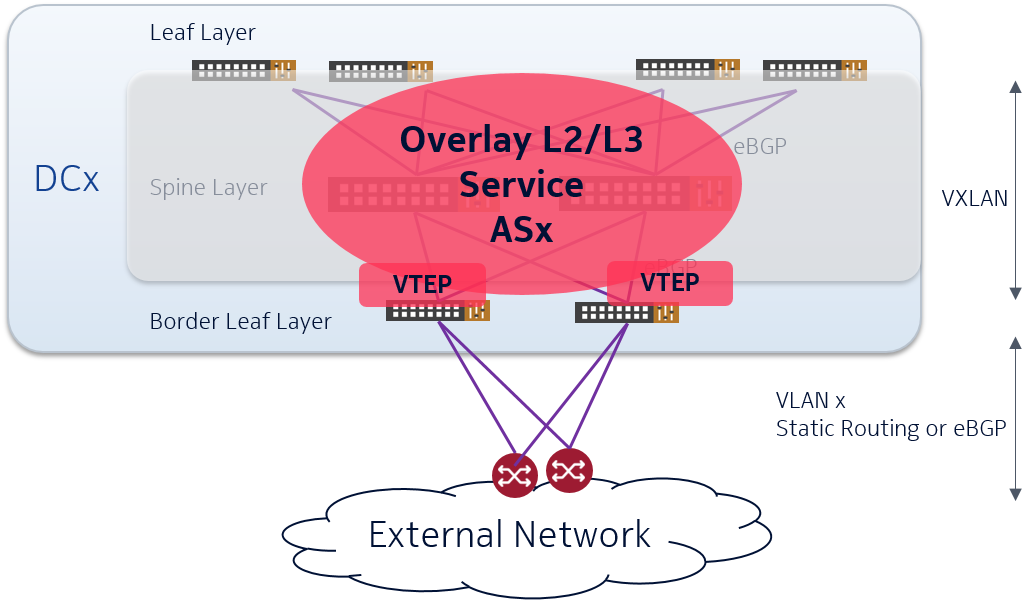 Leaf Layer
Overlay L2/L3
Service
ASx
eBGP
DCx
Spine Layer
VXLAN
BGP
VTEP
VTEP
Border Leaf Layer
VLAN x
Static Routing or eBGP
External Network